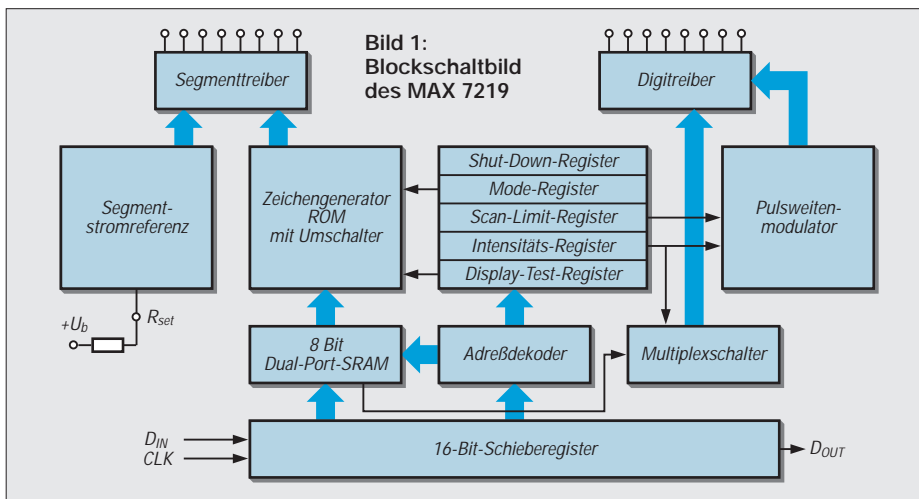 Bild 1:
Blockschaltbild
des MAX 7219
Segmenttreiber
Digitreiber
Segment-
stromreferenz
Zeichengenerator
ROM
mit Umschalter
Shut-Down-Register
Mode-Register
Scan-Limit-Register
Intensitäts-Register
Display-Test-Register
Pulsweiten-
modulator
+Ub
Rset
8 Bit
Dual-Port-SRAM
Adreßdekoder
Multiplexschalter
DIN
CLK
16-Bit-Schieberegister
DOUT